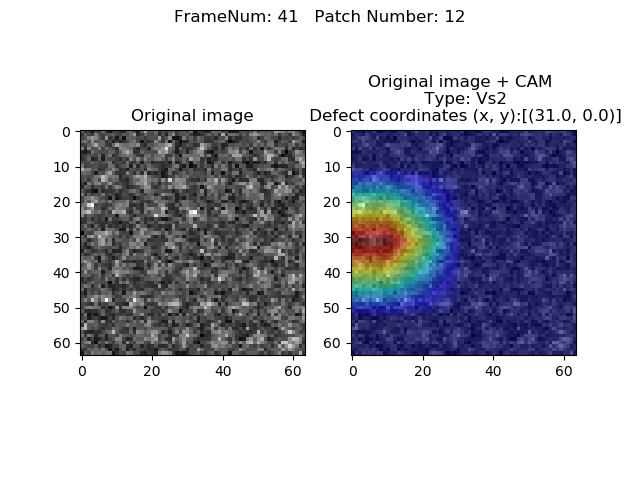 FrameNum: 41   Patch Number: 12
Original image
Original image + CAM
Type: Vs2
Defect coordinates (x, y):[(31.0, 0.0)]
0
10
20
30
40
50
60
0 20 40 60
0
10
20
30
40
50
60
0 20 40 60